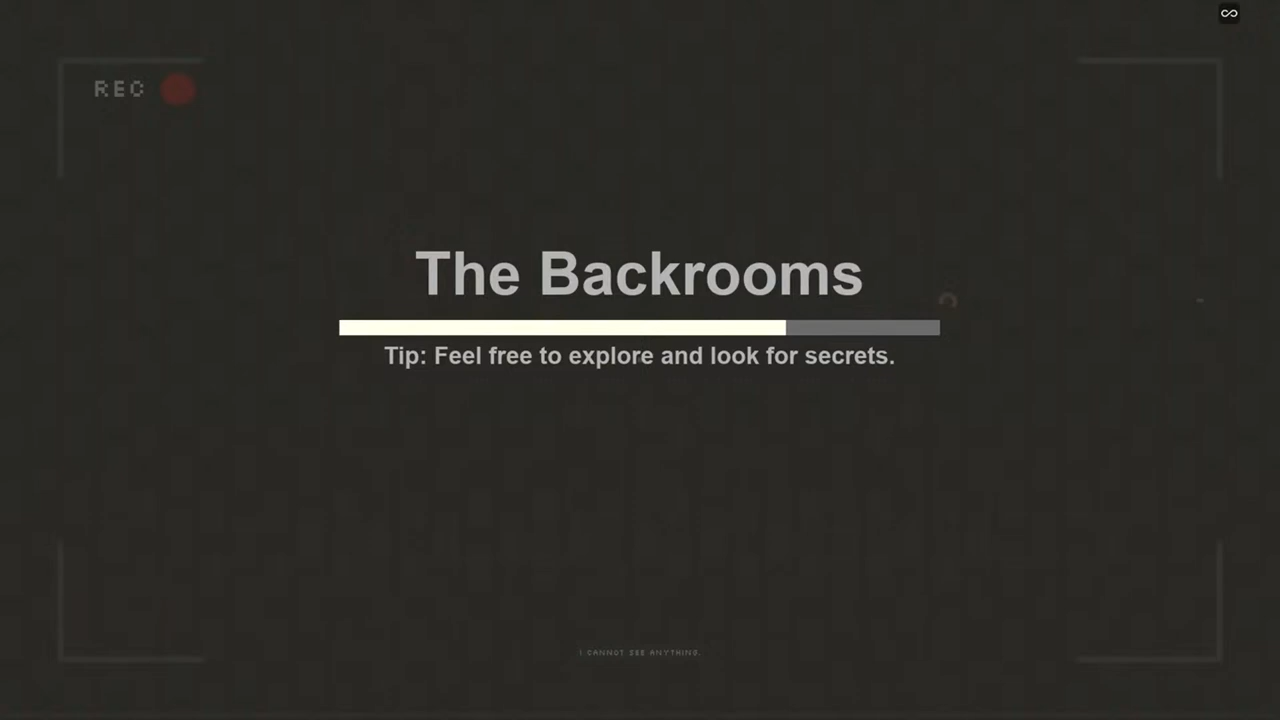 REC
The Backrooms
Tip: Feel free to explore and look for secrets.
I CANNOT SEE ANYTHING.